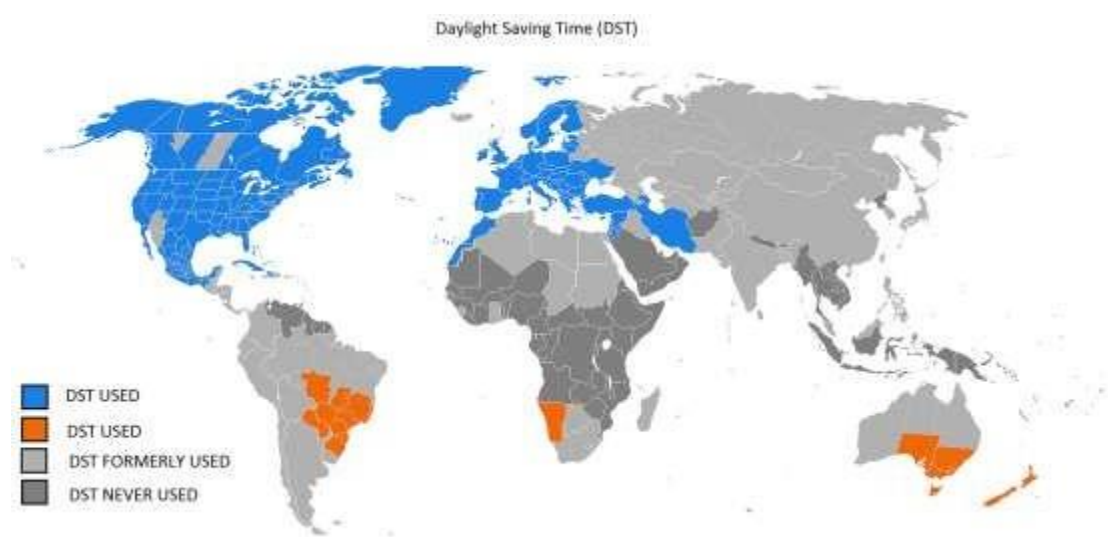 Daylight Saving Time (DST)
DST USED
DST USED
DST FORMERLY USED
DST NEVER USED